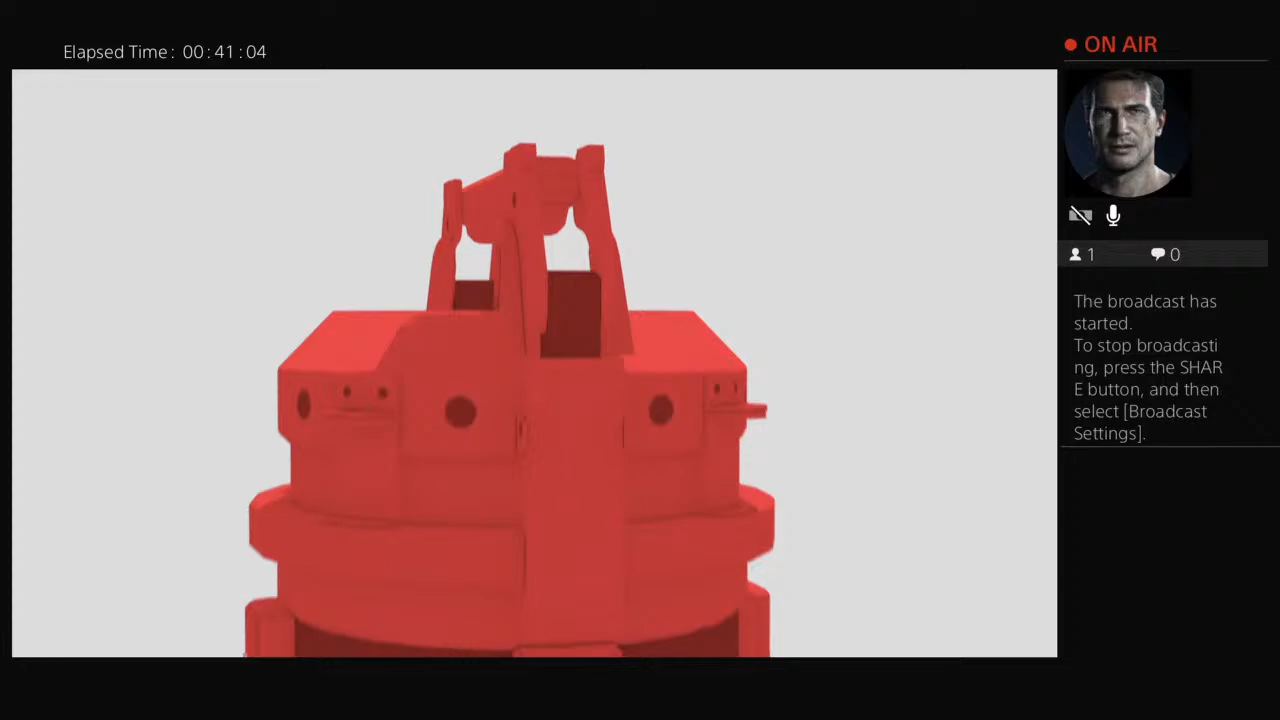 Elapsed Time: 00:41:04
ON AIR
1 0
The broadcast has
started.
To stop broadcasti
ng, press the SHAR
E button, and then
select [Broadcast
Settings].